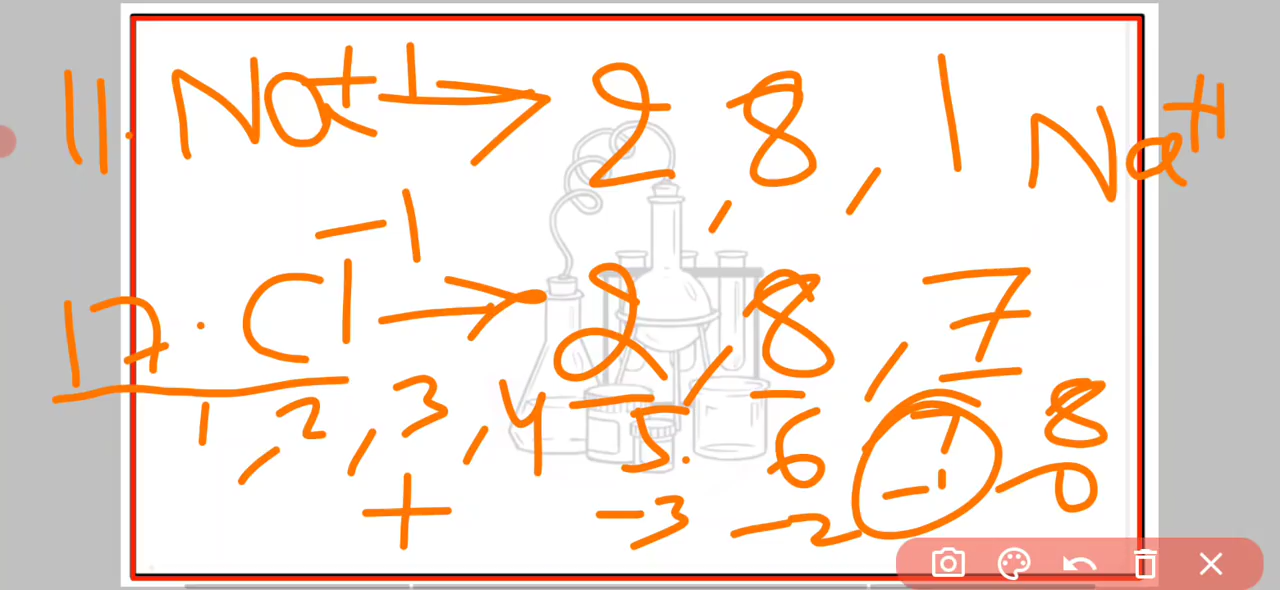 11. Na+1 → 2, 8, 1 Na+1
17. Cl-1 → 2, 8, 7
1, 2, 3, 4 5. 6 7 8
+ -3 -2 -1 -0